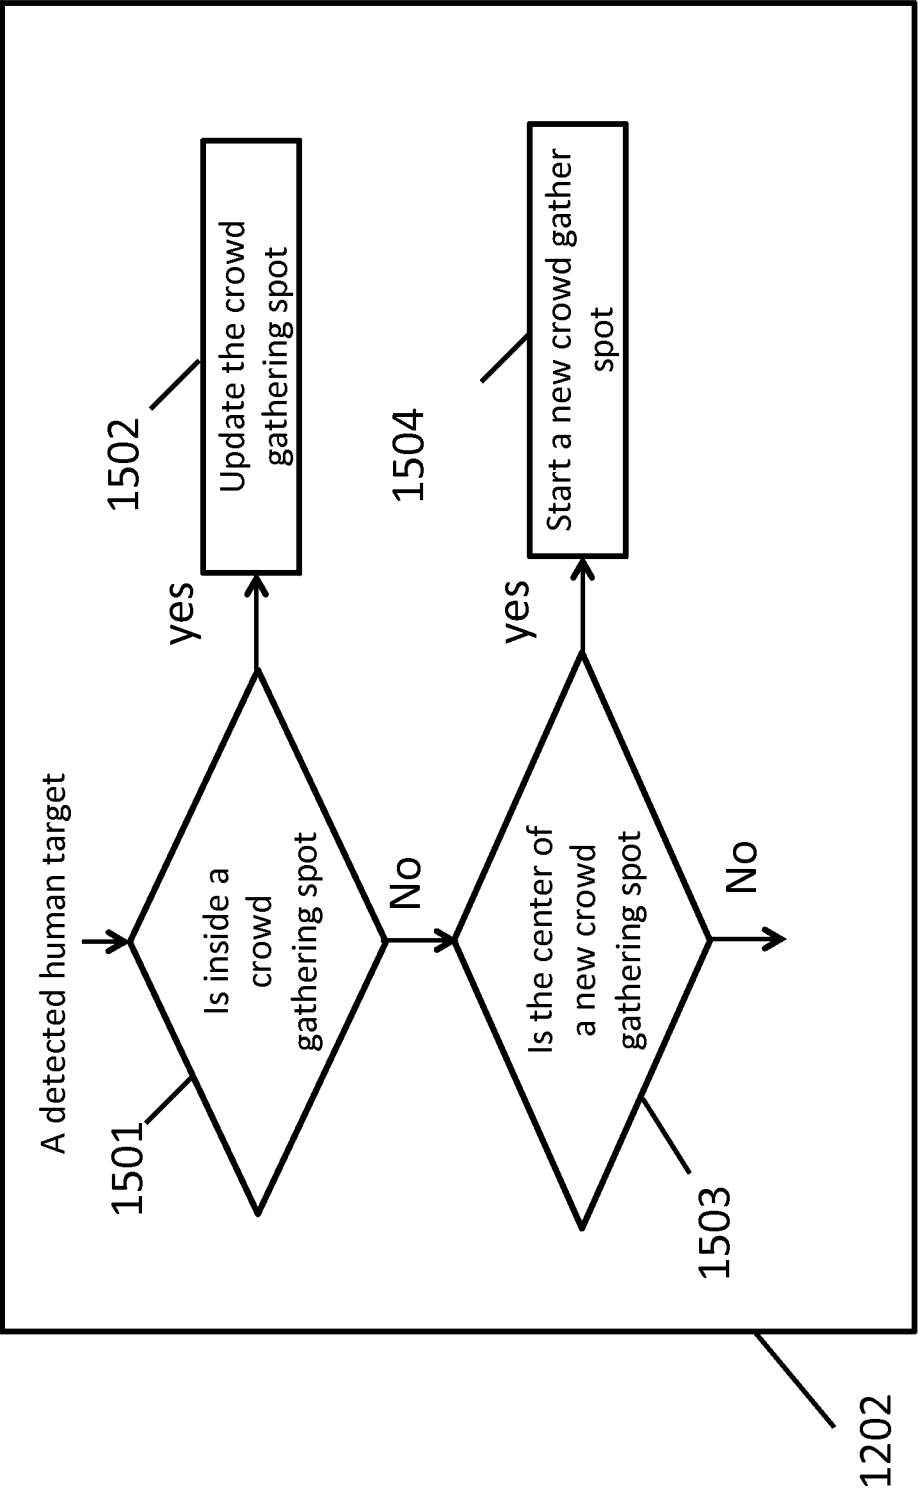 A detected human target
1501
Is inside a
crowd
gathering spot
yes
1502
Update the crowd
gathering spot
No
Is the center of
a new crowd
gathering spot
1503
yes
1504
Start a new crowd gather
spot
No
1202